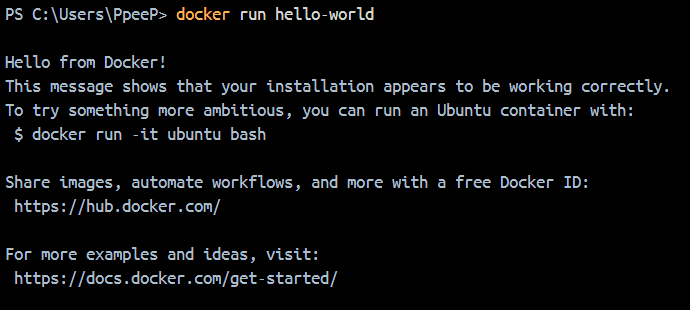 PS C:\Users\PpeeP> docker run hello-world
Hello from Docker!
This message shows that your installation appears to be working correctly.
To try something more ambitious, you can run an Ubuntu container with:
$ docker run -it ubuntu bash
Share images, automate workflows, and more with a free Docker ID:
https://hub.docker.com/
For more examples and ideas, visit:
https://docs.docker.com/get-started/